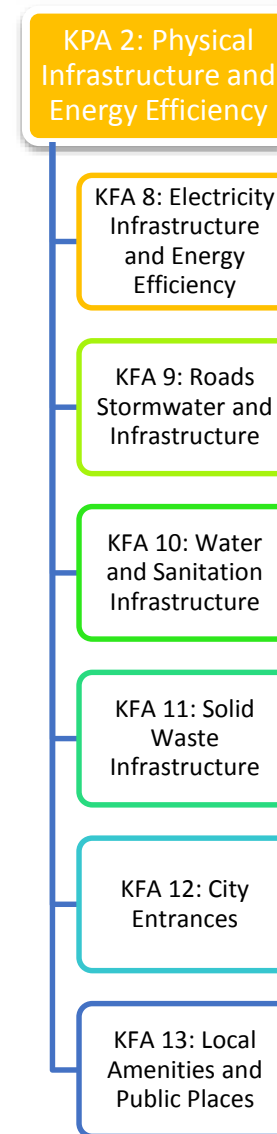 KPA 2: Physical
Infrastructure and
Energy Efficiency
KFA 8: Electricity
Infrastructure
and Energy
Efficiency
KFA 9: Roads
Stormwater and
Infrastructure
KFA 10: Water
and Sanitation
Infrastructure
KFA 11: Solid
Waste
Infrastructure
KFA 12: City
Entrances
KFA 13: Local
Amenities and
Public Places